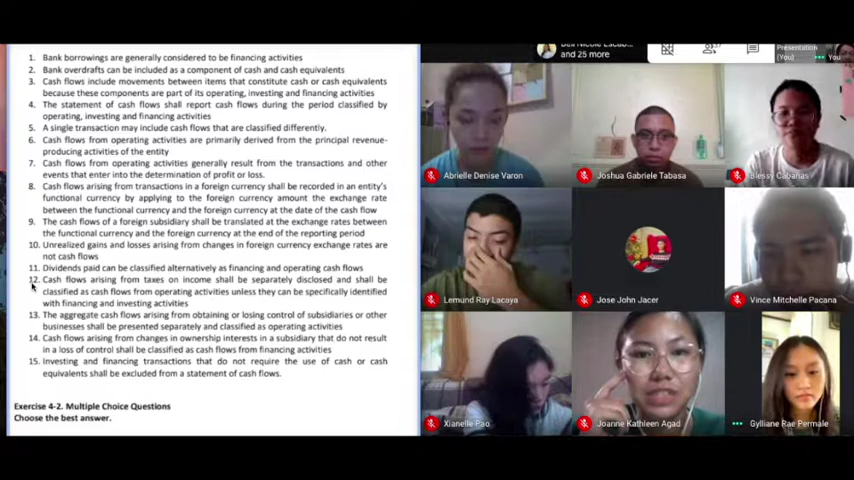 1. Bank borrowings are generally considered to be financing activities
2. Bank overdrafts can be included as a component of cash and cash equivalents
3. Cash flows include movements between items that constitute cash or cash equivalents
because these components are part of its operating, investing and financing activities
4. The statement of cash flows shall report cash flows during the period classified by
operating, investing and financing activities
5. A single transaction may include cash flows that are classified differently.
6. Cash flows from operating activities are primarily derived from the principal revenue-
producing activities of the entity
7. Cash flows from operating activities generally result from the transactions and other
events that enter into the determination of profit or loss.
8. Cash flows arising from transactions in a foreign currency shall be recorded in an entity's
functional currency by applying to the foreign currency amount the exchange rate
between the functional currency and the foreign currency at the date of the cash flow
9. The cash flows of a foreign subsidiary shall be translated at the exchange rates between
the functional currency and the foreign currency at the end of the reporting period
10. Unrealized gains and losses arising from changes in foreign currency exchange rates are
not cash flows
11. Dividends paid can be classified alternatively as financing and operating cash flows
12. Cash flows arising from taxes on income shall be separately disclosed and shall be
classified as cash flows from operating activities unless they can be specifically identified
with financing and investing activities
13. The aggregate cash flows arising from obtaining or losing control of subsidiaries or other
businesses shall be presented separately and classified as operating activities
14. Cash flows arising from changes in ownership interests in a subsidiary that do not result
in a loss of control shall be classified as cash flows from financing activities
15. Investing and financing transactions that do not require the use of cash or cash
equivalents shall be excluded from a statement of cash flows.
Exercise 4-2. Multiple Choice Questions
Choose the best answer.
and 25 more
Presentation
(You)
You
Abrielle Denise Varon
Joshua Gabriele Tabasa
Blessy Cabañas
Lemund Ray Lacaya
Jose John Jacer
Vince Mitchelle Pacana
Xianelle Pao
Joanne Kathleen Agad
Gylliane Rae Permale